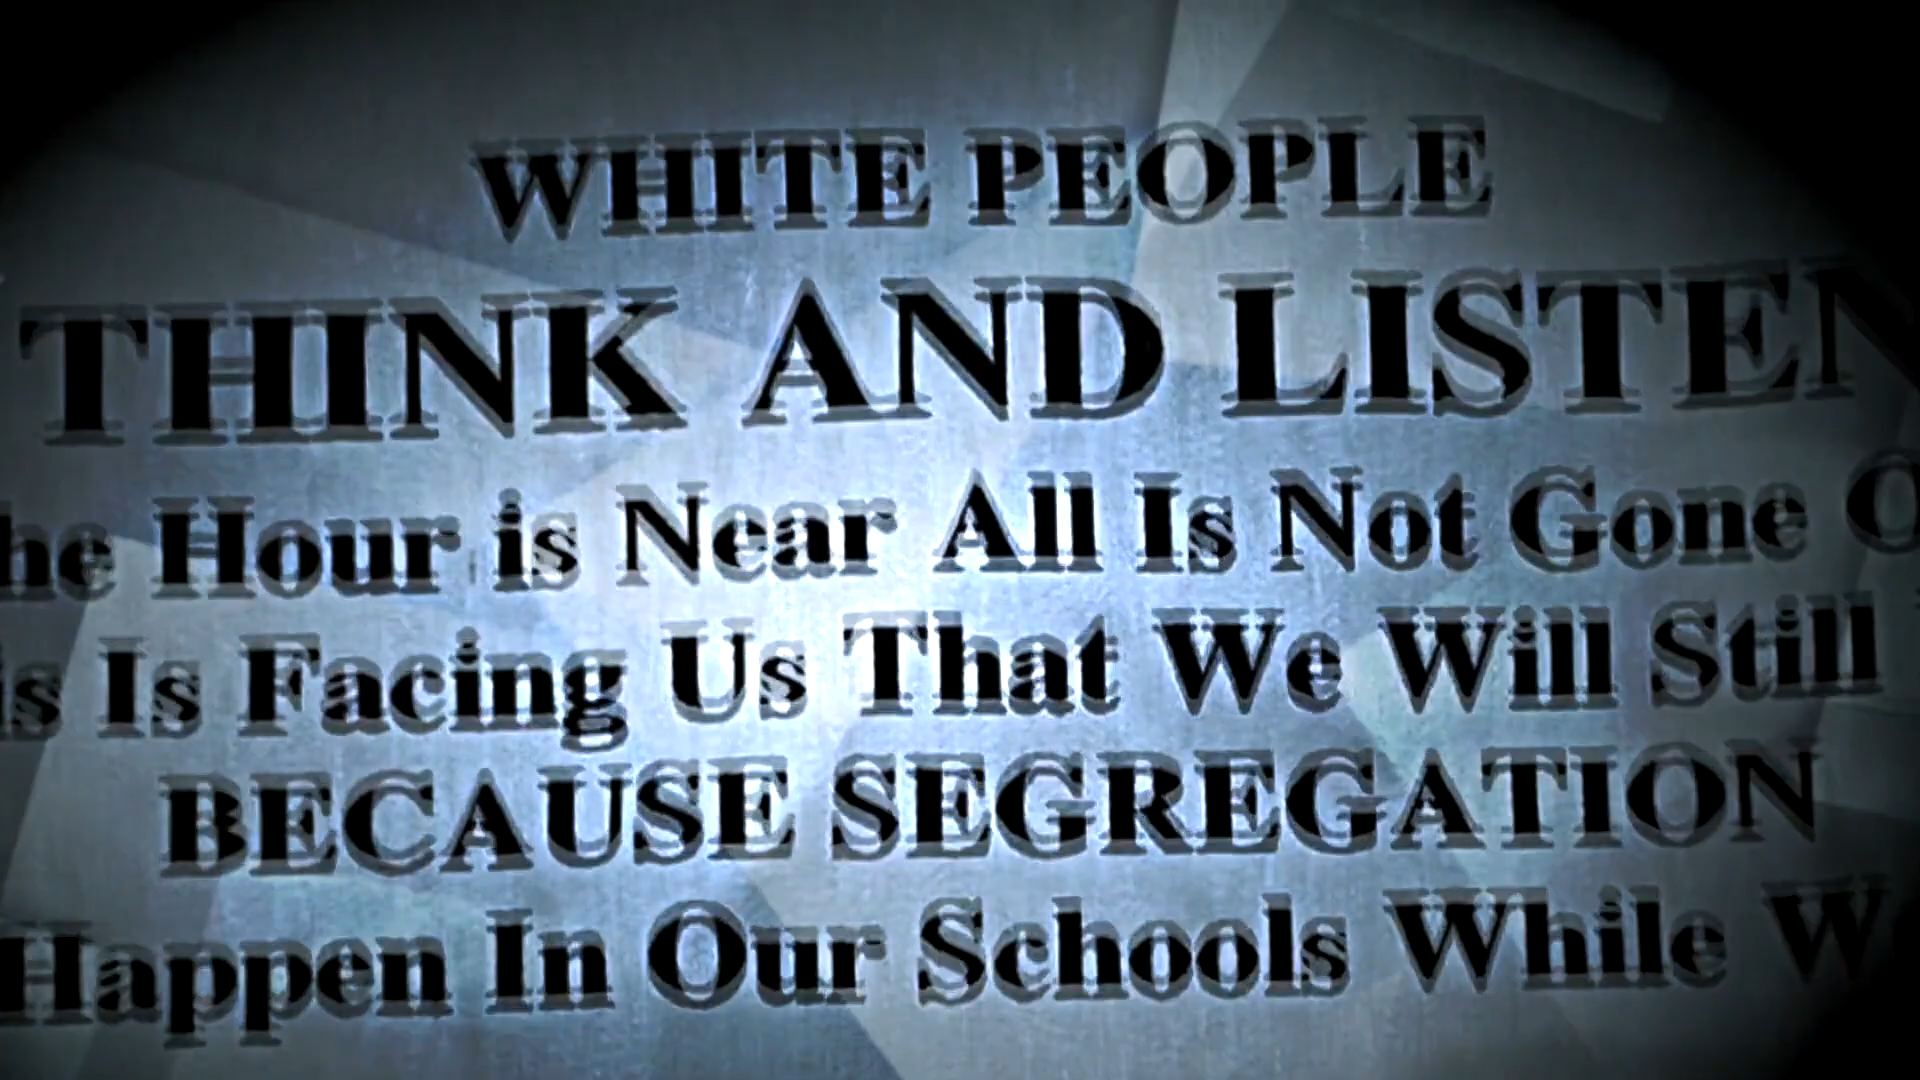 WHITE PEOPLE
THINK AND LISTEN
he Hour is Near All Is Not Gone O
is Is Facing Us That We Will Still
BECAUSE SEGREGATION
Happen In Our Schools While W